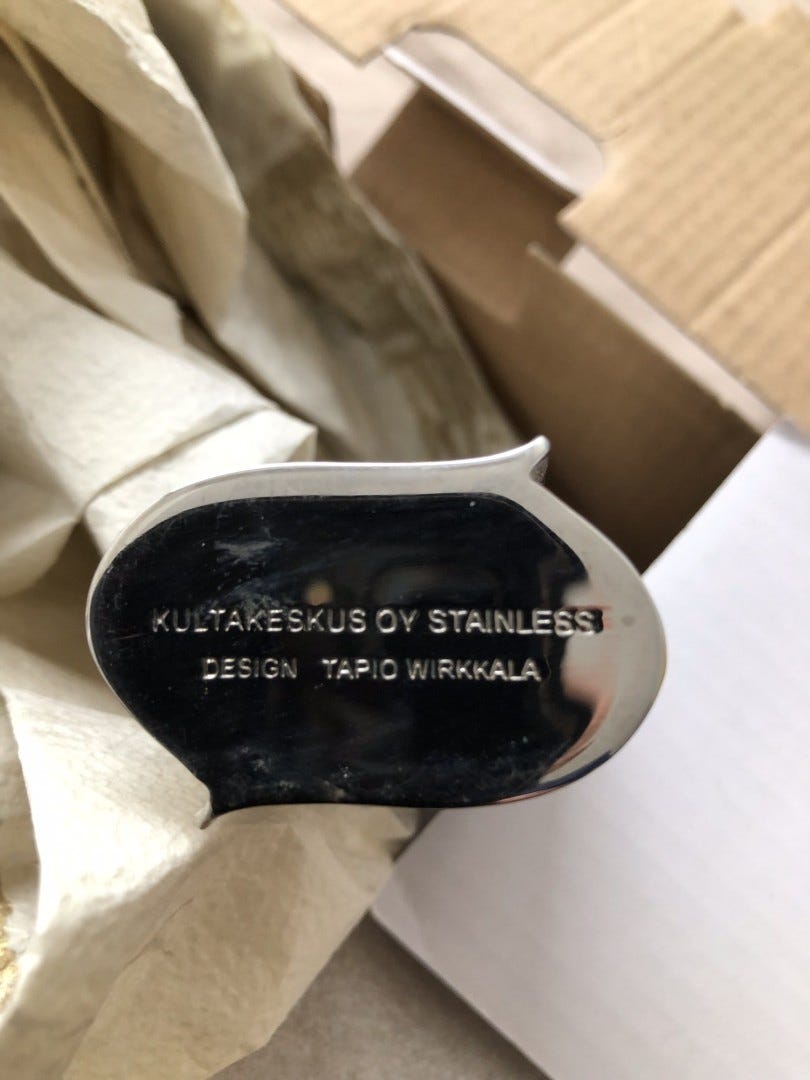 KULTAKESKUS OY STAINLESS
DESIGN TAPIO WIRKKALA